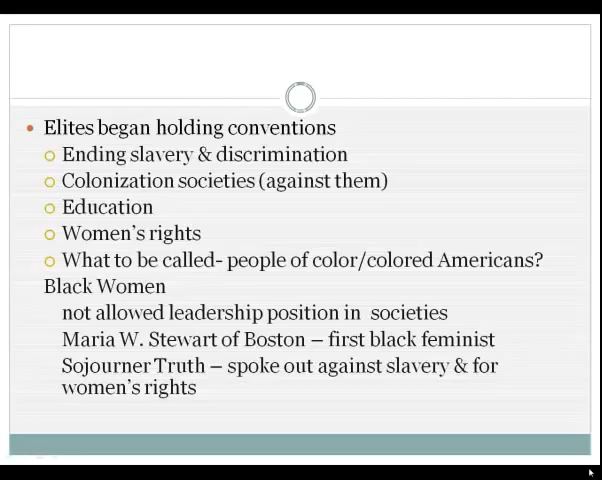 Elites began holding conventions
Ending slavery & discrimination
Colonization societies (against them)
Education
Women's rights
What to be called- people of color/colored Americans?
Black Women
not allowed leadership position in societies
Maria W. Stewart of Boston – first black feminist
Sojourner Truth – spoke out against slavery & for
women's rights